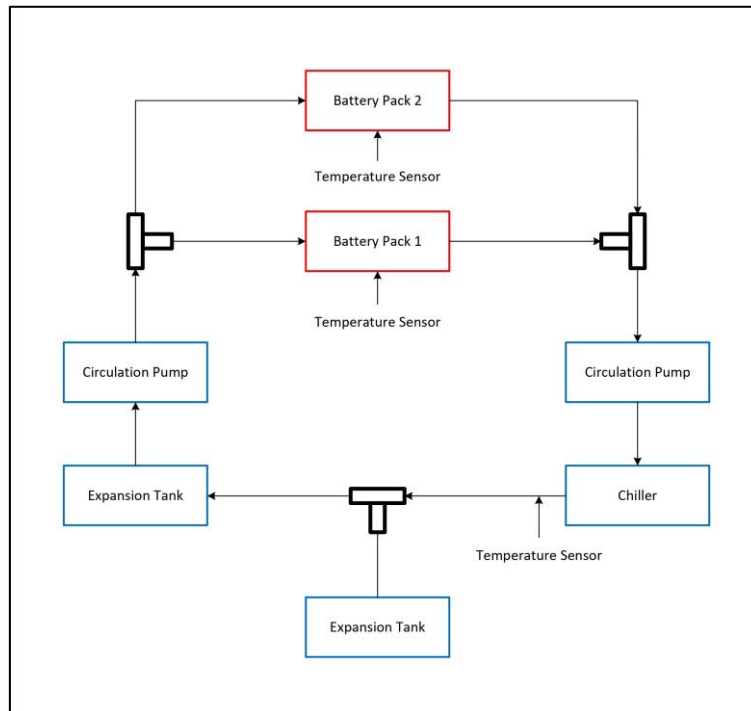 Battery Pack 2
Temperature Sensor
Battery Pack 1
Temperature Sensor
Circulation Pump
Circulation Pump
Expansion Tank
Chiller
Temperature Sensor
Expansion Tank